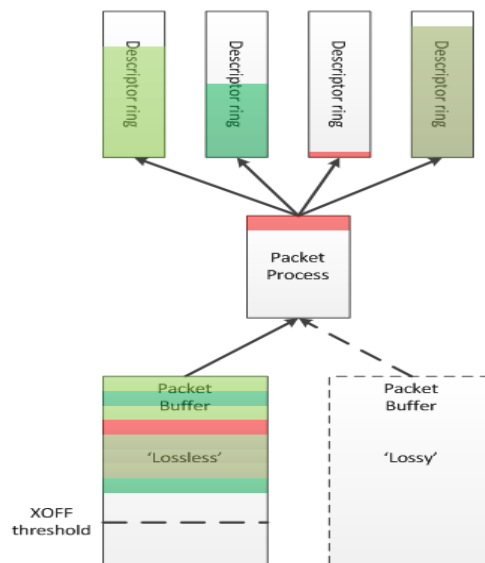 Descriptor ring
Descriptor ring
Descriptor ring
Descriptor ring
Packet
Process
Packet
Buffer
'Lossless'
XOFF
threshold
Packet
Buffer
'Lossy'